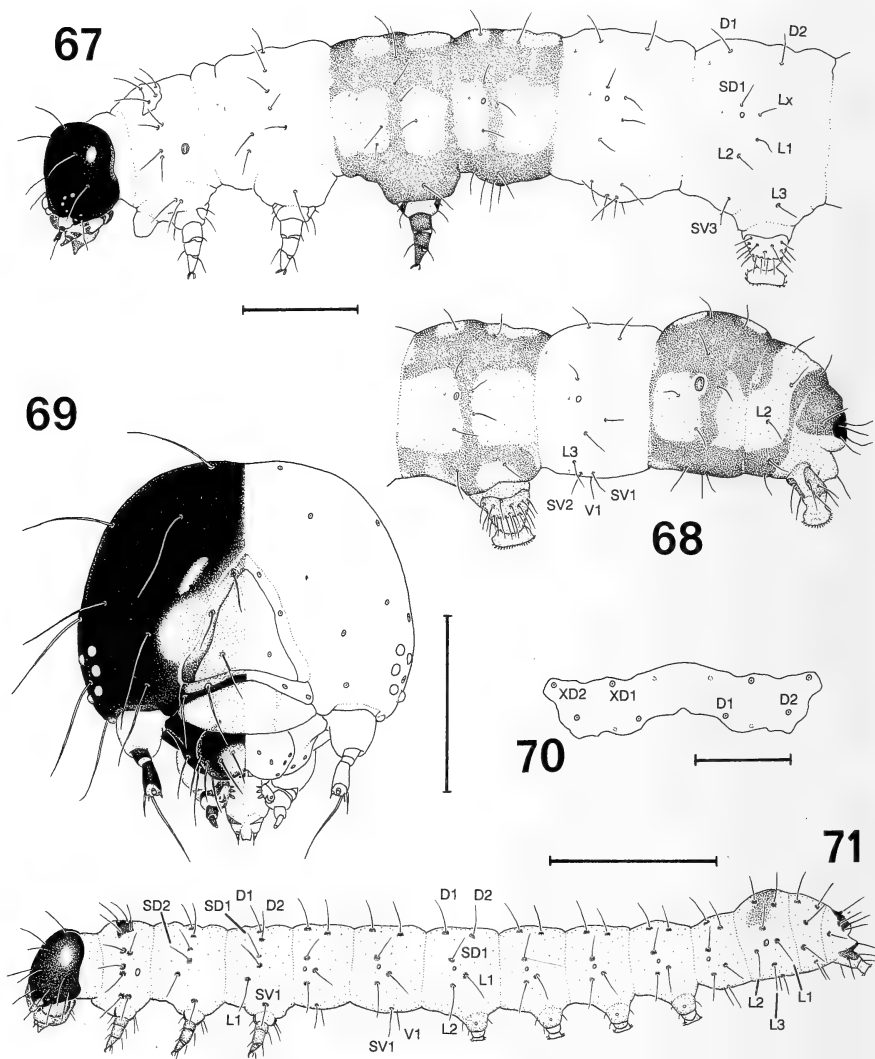 67
D1 D2
SD1 Lx
L2 L1
L3
SV3
69
L2
L3
SV2 V1 SV1
68
XD2 XD1 D1 D2
70
71
SD2 SD1 D1 D2 D1 D2
SD1
L1 SV1 L1
SV1 V1 L2 L2 L3 L1